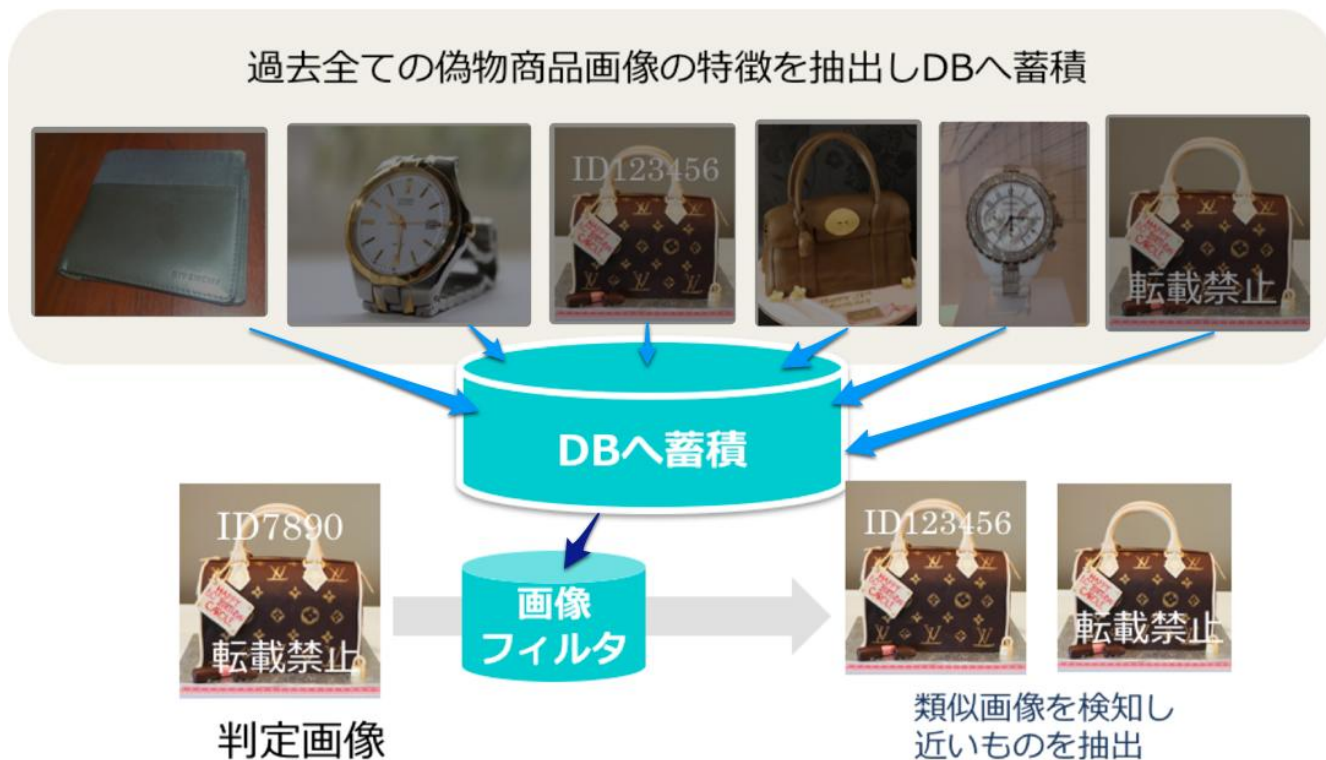 過去全ての偽物商品画像の特徴を抽出しDBへ蓄積
ID123456
転載禁止
DBへ蓄積
ID7890
転載禁止
画像
フィルタ
ID123456
転載禁止
判定画像
類似画像を検知し
近いものを抽出